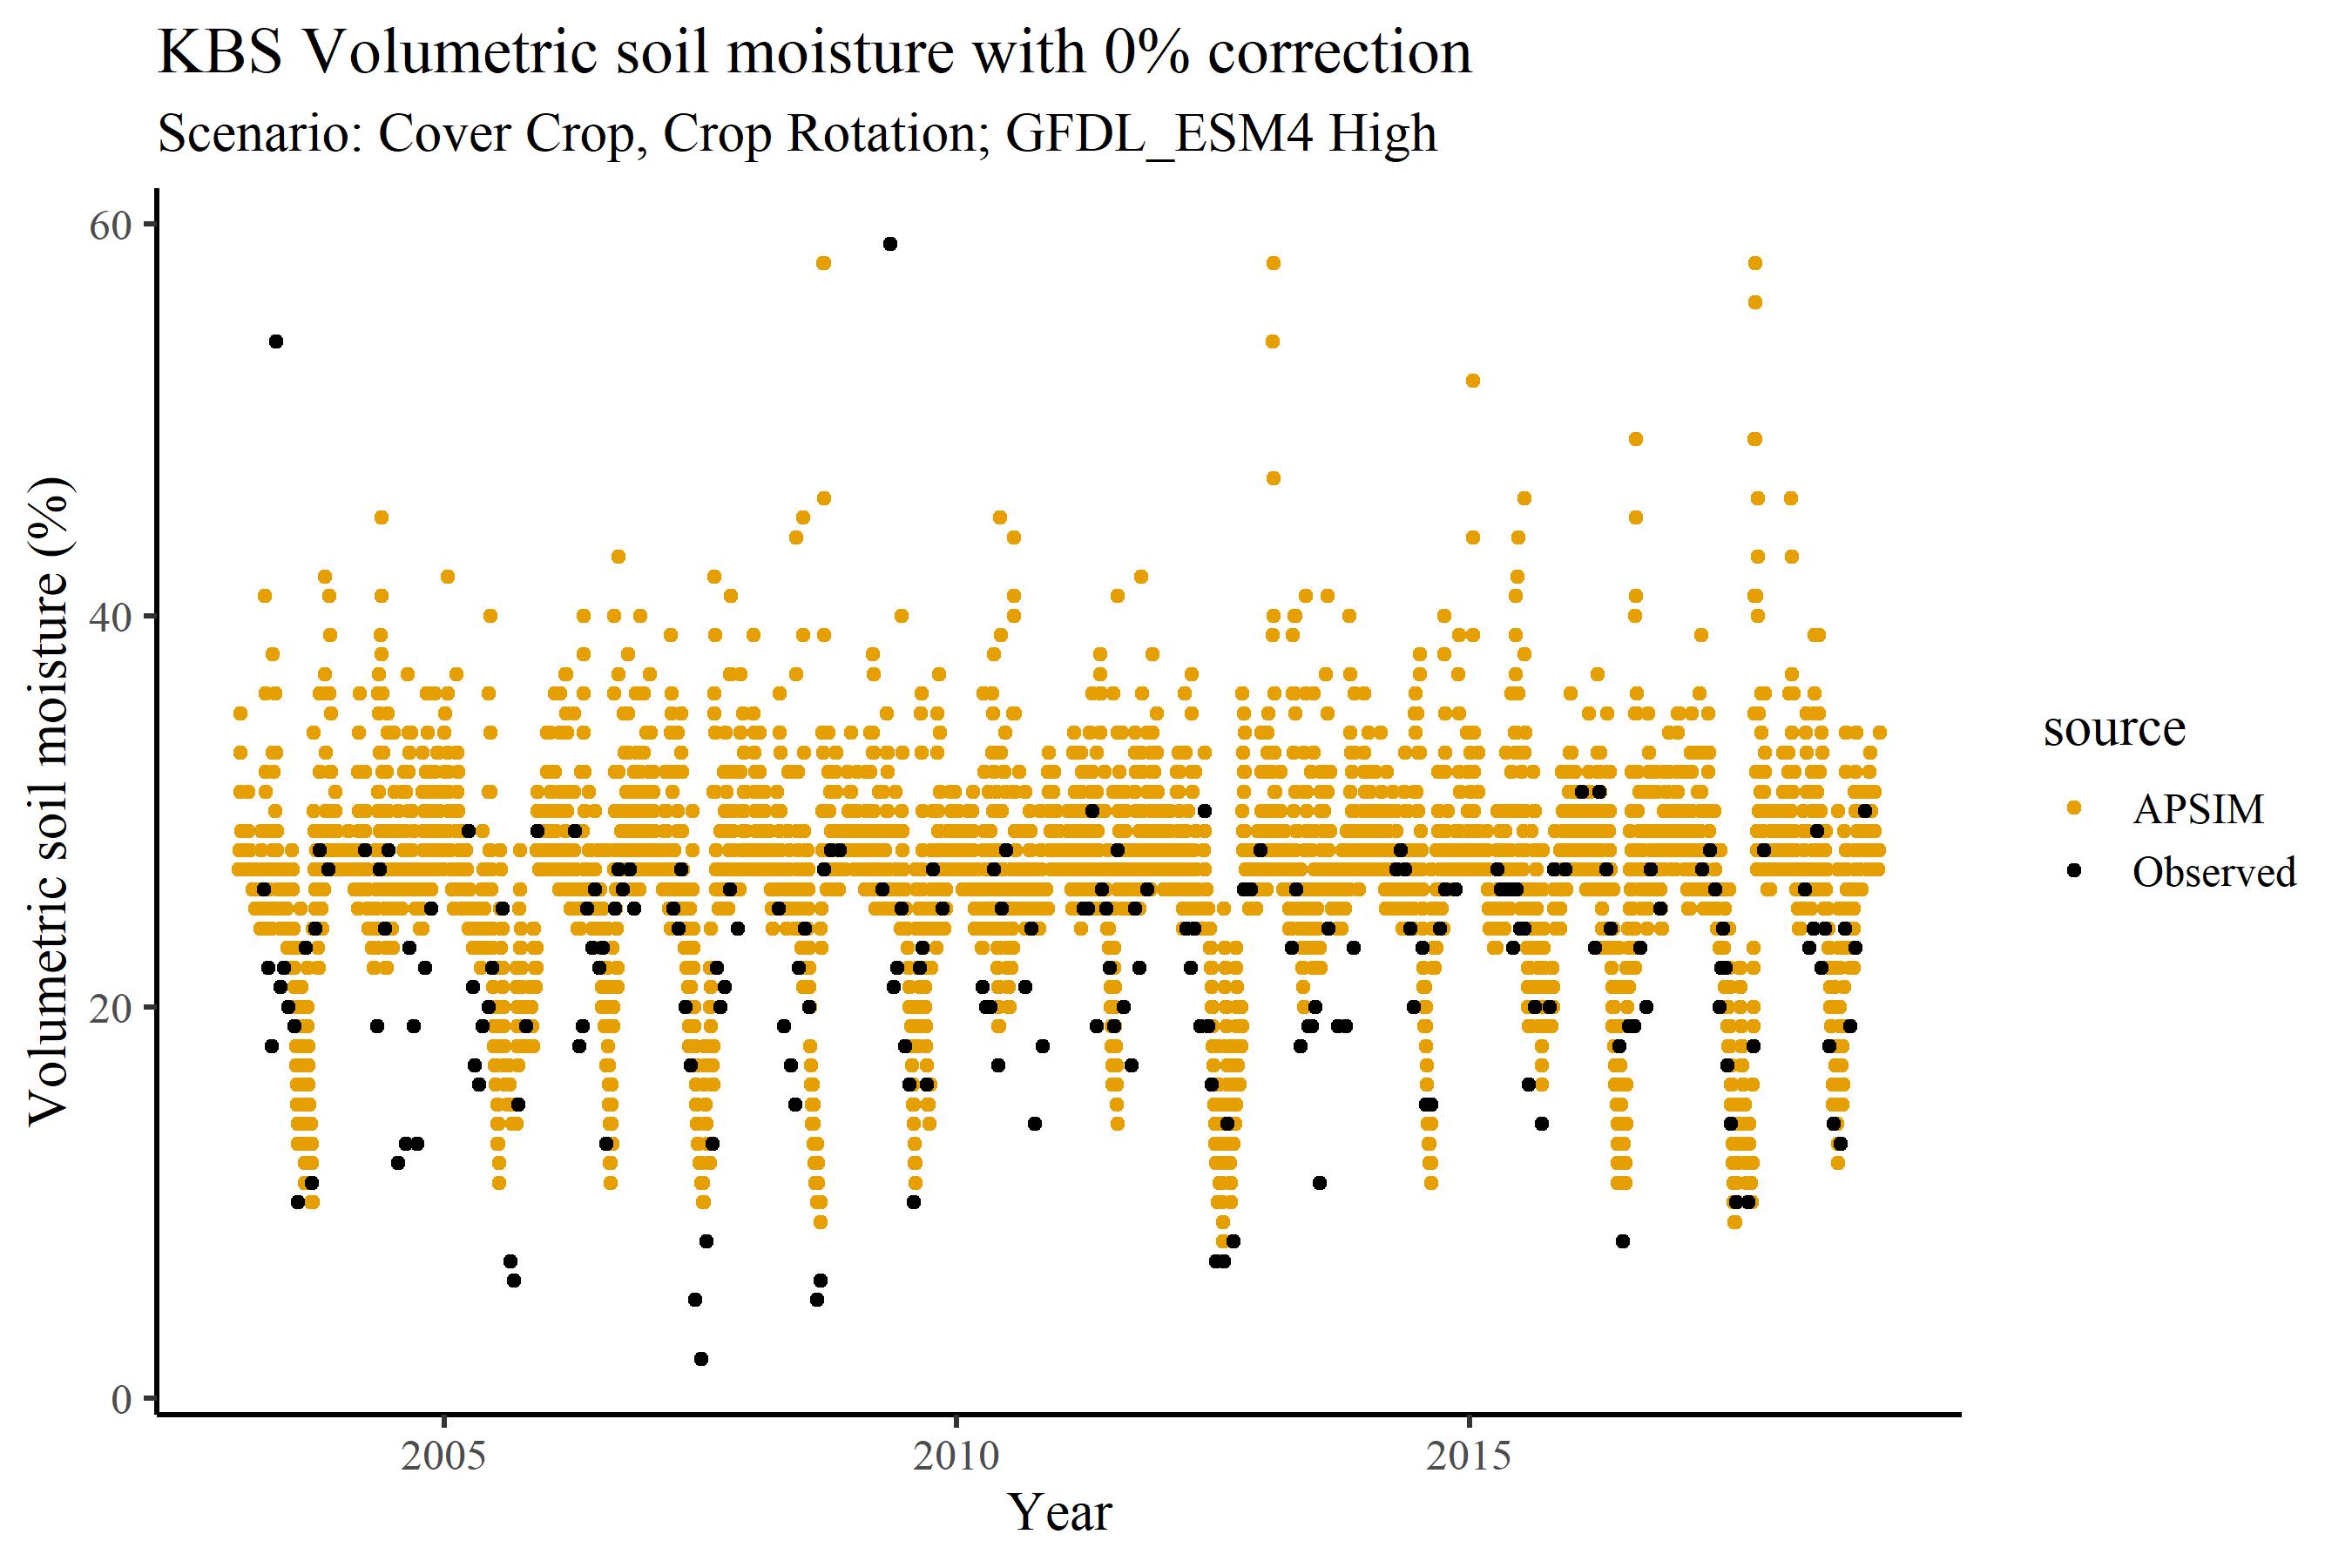 KBS Volumetric soil moisture with 0% correction
Scenario: Cover Crop, Crop Rotation; GFDL_ESM4 High
Volumetric soil moisture (%)
60
40
20
0
2005 2010 2015
Year
source
APSIM
Observed